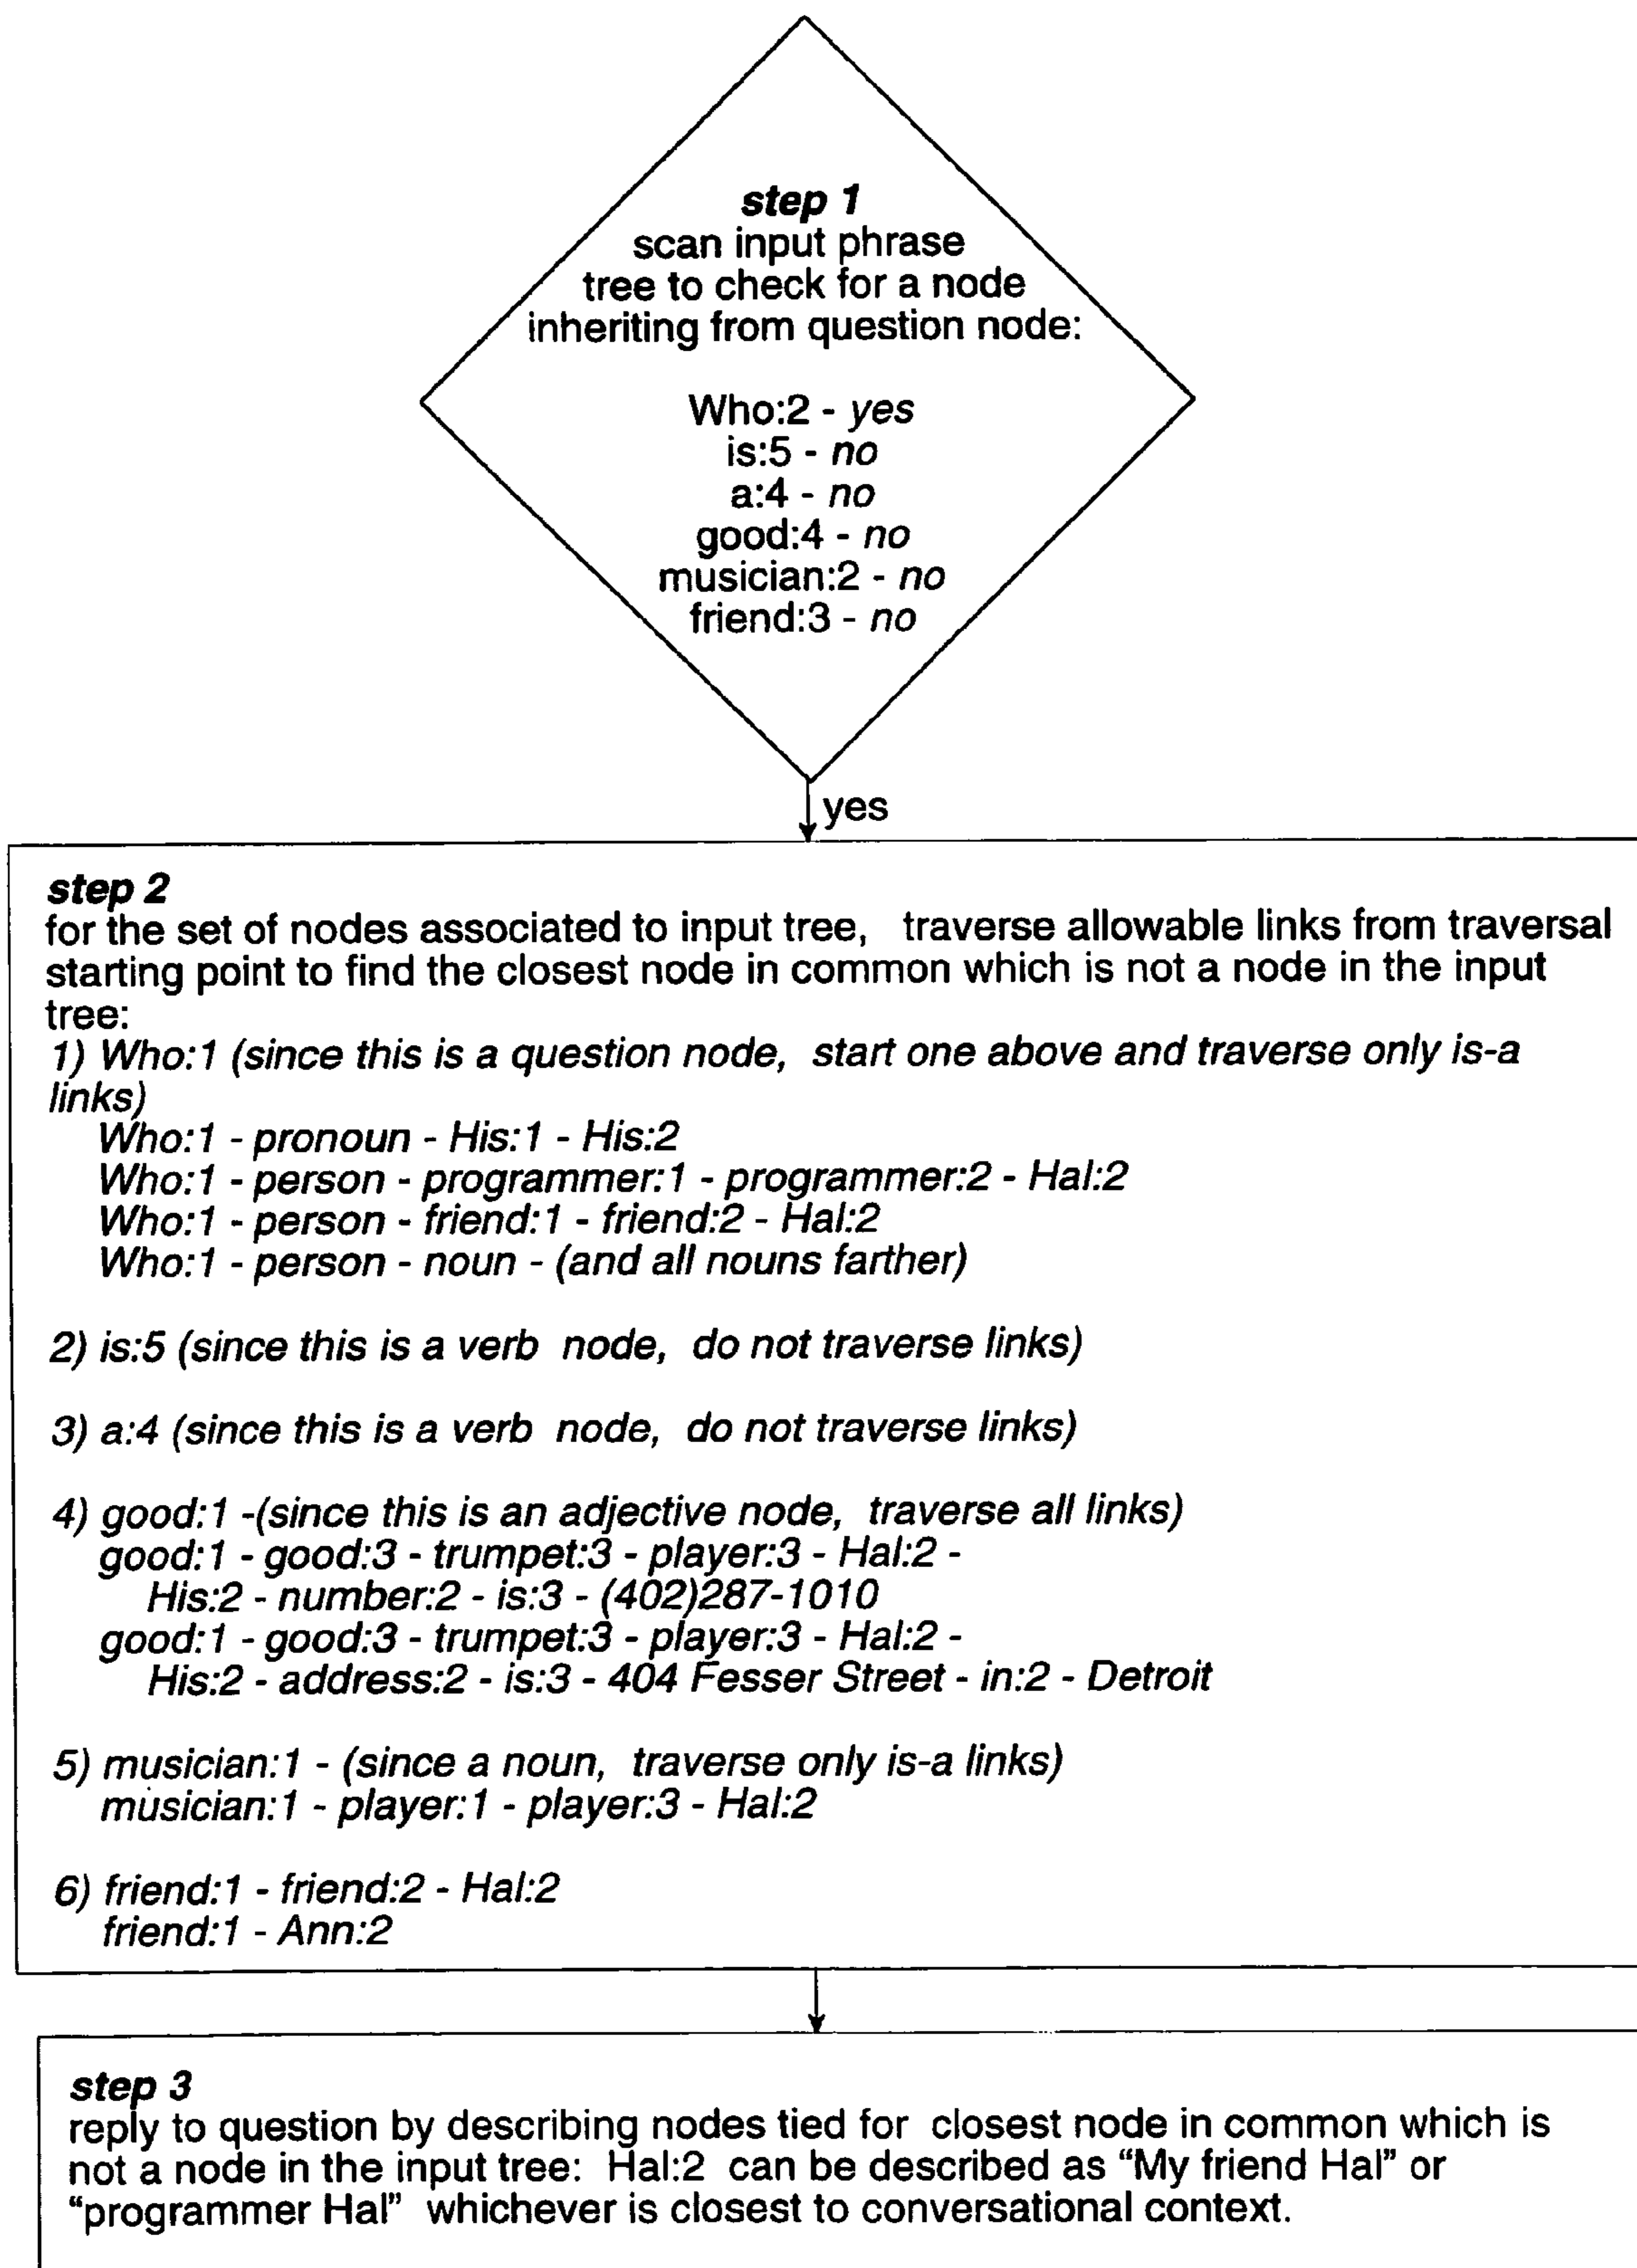 step 1
scan input phrase
tree to check for a node
inheriting from question node:
Who:2 - yes
is:5 - no
a:4 - no
good:4 - no
musician:2 - no
friend:3 - no
yes
step 2
for the set of nodes associated to input tree, traverse allowable links from traversal
starting point to find the closest node in common which is not a node in the input
tree:
1) Who:1 (since this is a question node, start one above and traverse only is-a
links)
Who:1 - pronoun - His:1 - His:2
Who:1 - person - programmer:1 - programmer:2 - Hal:2
Who:1 - person - friend:1 - friend:2 - Hal:2
Who:1 - person - noun - (and all nouns farther)
2) is:5 (since this is a verb node, do not traverse links)
3) a:4 (since this is a verb node, do not traverse links)
4) good:1 -(since this is an adjective node, traverse all links)
good:1 - good:3 - trumpet:3 - player:3 - Hal:2 -
His:2 - number:2 - is:3 - (402)287-1010
good:1 - good:3 - trumpet:3 - player:3 - Hal:2 -
His:2 - address:2 - is:3 - 404 Fesser Street - in:2 - Detroit
5) musician:1 - (since a noun, traverse only is-a links)
musician:1 - player:1 - player:3 - Hal:2
6) friend:1 - friend:2 - Hal:2
friend:1 - Ann:2
step 3
reply to question by describing nodes tied for closest node in common which is
not a node in the input tree: Hal:2 can be described as “My friend Hal” or
“programmer Hal” whichever is closest to conversational context.